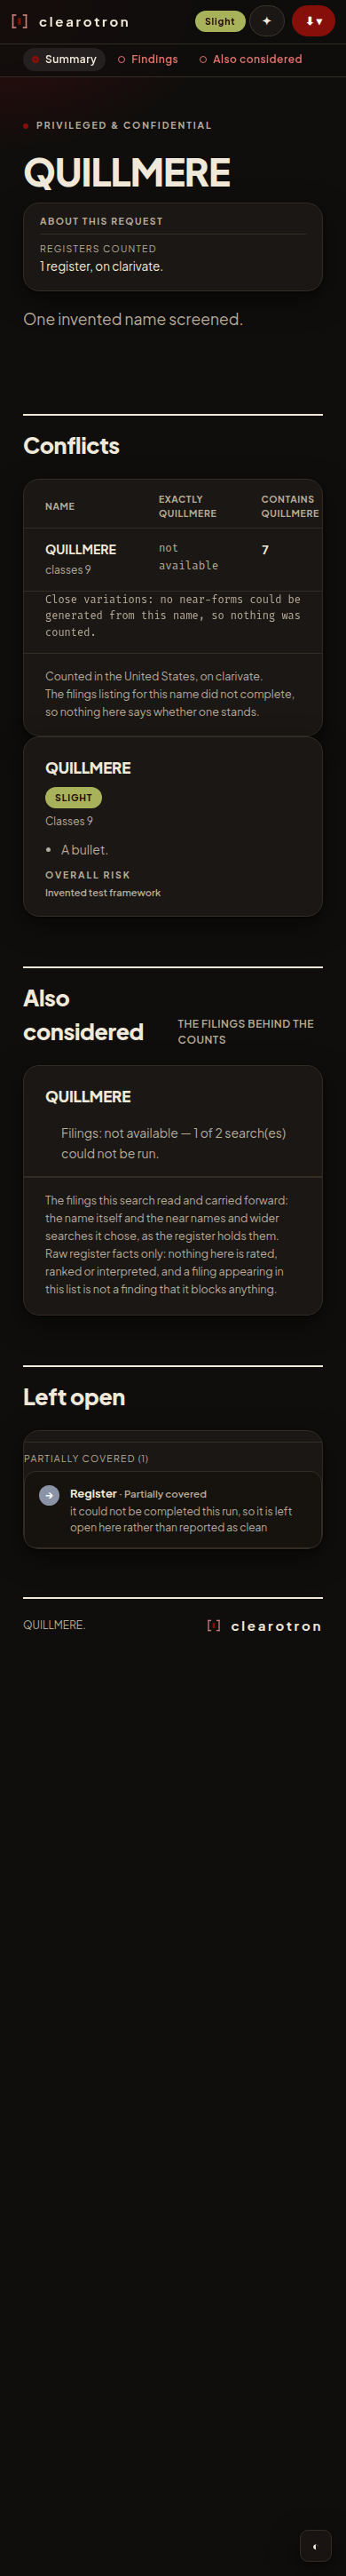 clearotron
Slight
Summary
Findings
Also considered
PRIVILEGED & CONFIDENTIAL
QUILLMERE
ABOUT THIS REQUEST
REGISTERS COUNTED
1 register, on clarivate.
One invented name screened.
Conflicts
NAME
EXACTLY
QUILLMERE
CONTAINS
QUILLMERE
QUILLMERE
classes 9
not
available
7
Close variations: no near-forms could be
generated from this name, so nothing was
counted.
Counted in the United States, on clarivate.
The filings listing for this name did not complete,
so nothing here says whether one stands.
QUILLMERE
SLIGHT
Classes 9
• A bullet.
OVERALL RISK
Invented test framework
Also
considered
THE FILINGS BEHIND THE
COUNTS
QUILLMERE
Filings: not available — 1 of 2 search(es)
could not be run.
The filings this search read and carried forward:
the name itself and the near names and wider
searches it chose, as the register holds them.
Raw register facts only: nothing here is rated,
ranked or interpreted, and a filing appearing in
this list is not a finding that it blocks anything.
Left open
PARTIALLY COVERED (1)
Register · Partially covered
it could not be completed this run, so it is left
open here rather than reported as clean
QUILLMERE.
clearotron